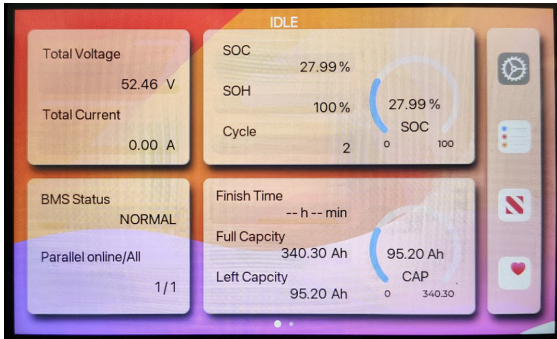 IDLE
Total Voltage
52.46 V
Total Current
0.00 A
SOC
27.99%
SOH
100%
Cycle
2
27.99%
SOC
0 100
BMS Status
NORMAL
Parallel online/All
1/1
Finish Time
-- h -- min
Full Capcity
340.30 Ah
Left Capcity
95.20 Ah
95.20 Ah
CAP
0 340.30